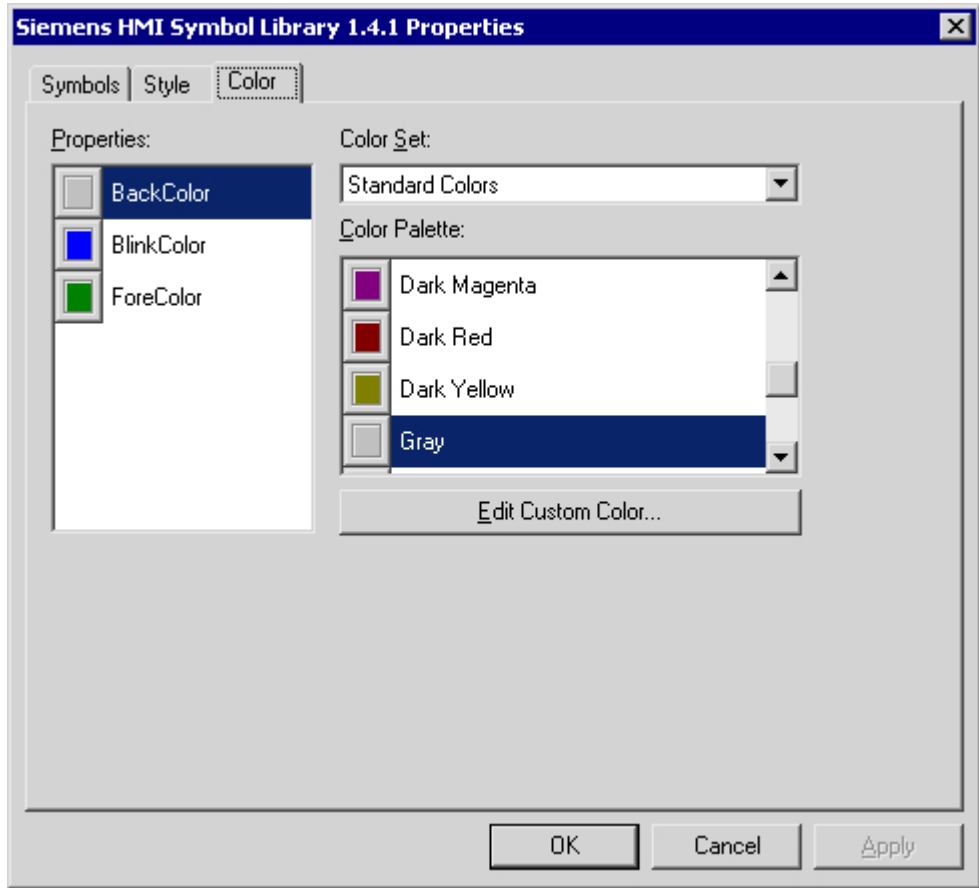 Siemens HMI Symbol Library 1.4.1 Properties
Symbols Style Color
Properties:
BackColor
BlinkColor
ForeColor
Color Set:
Standard Colors
Color Palette:
Dark Magenta
Dark Red
Dark Yellow
Gray
Edit Custom Color...
OK Cancel Apply